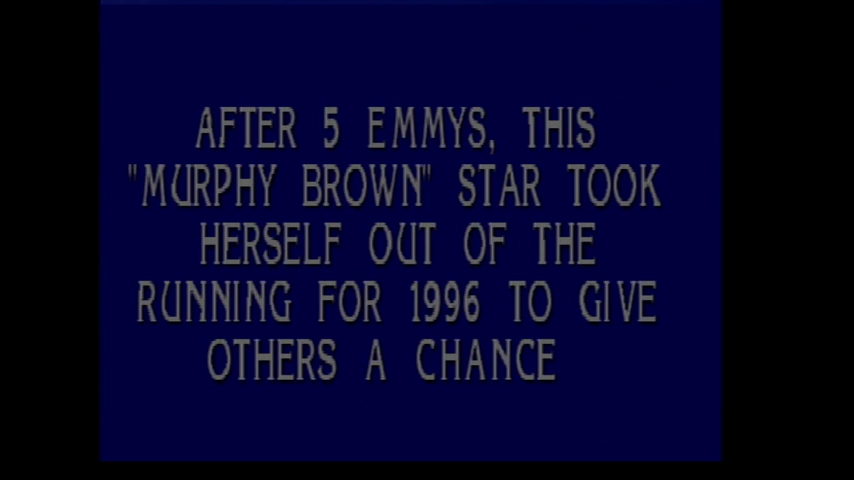 AFTER 5 EMMYS, THIS
"MURPHY BROWN" STAR TOOK
HERSELF OUT OF THE
RUNNING FOR 1996 TO GIVE
OTHERS A CHANCE